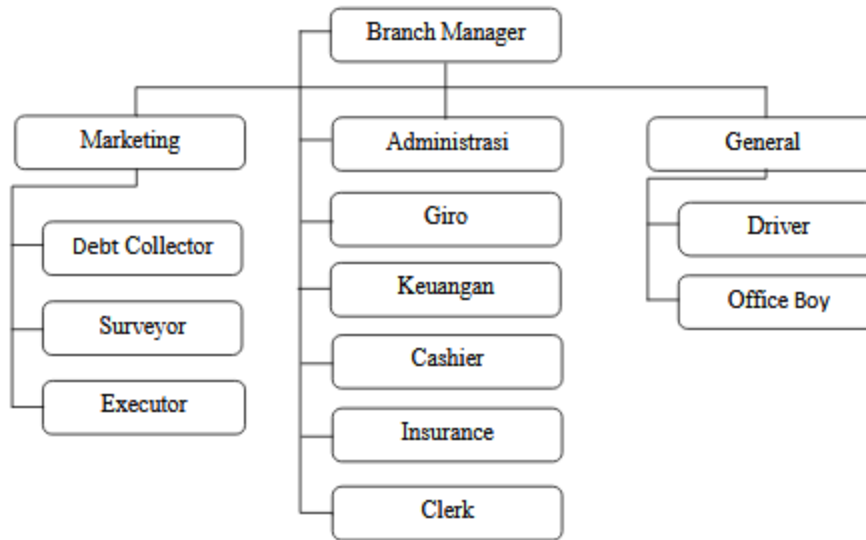 Branch Manager
Marketing
Administrasi
General
Debt Collector
Surveyor
Executor
Giro
Keuangan
Cashier
Insurance
Clerk
Driver
Office Boy